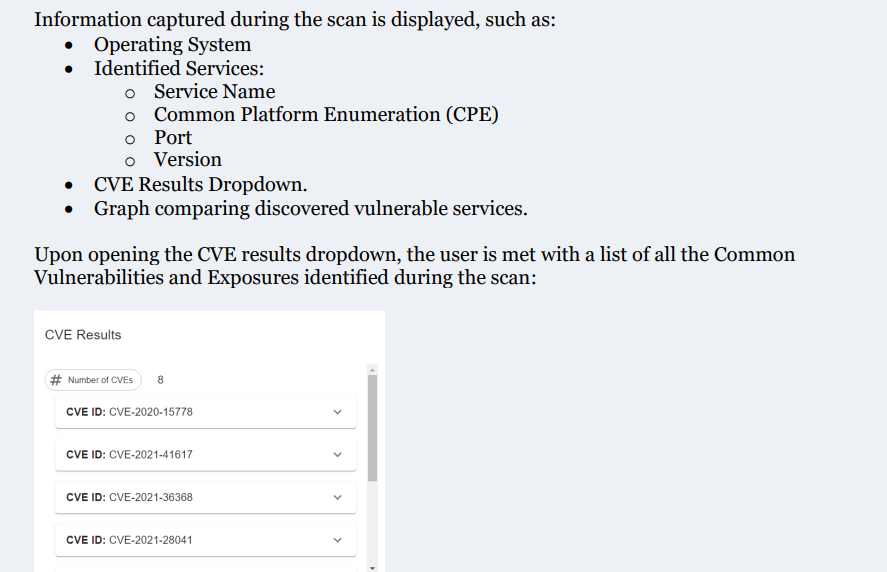 Information captured during the scan is displayed, such as:
• Operating System
• Identified Services:
o Service Name
o Common Platform Enumeration (CPE)
o Port
o Version
• CVE Results Dropdown.
• Graph comparing discovered vulnerable services.
Upon opening the CVE results dropdown, the user is met with a list of all the Common
Vulnerabilities and Exposures identified during the scan:
CVE Results
# Number of CVEs 8
CVE ID: CVE-2020-15778
CVE ID: CVE-2021-41617
CVE ID: CVE-2021-36368
CVE ID: CVE-2021-28041